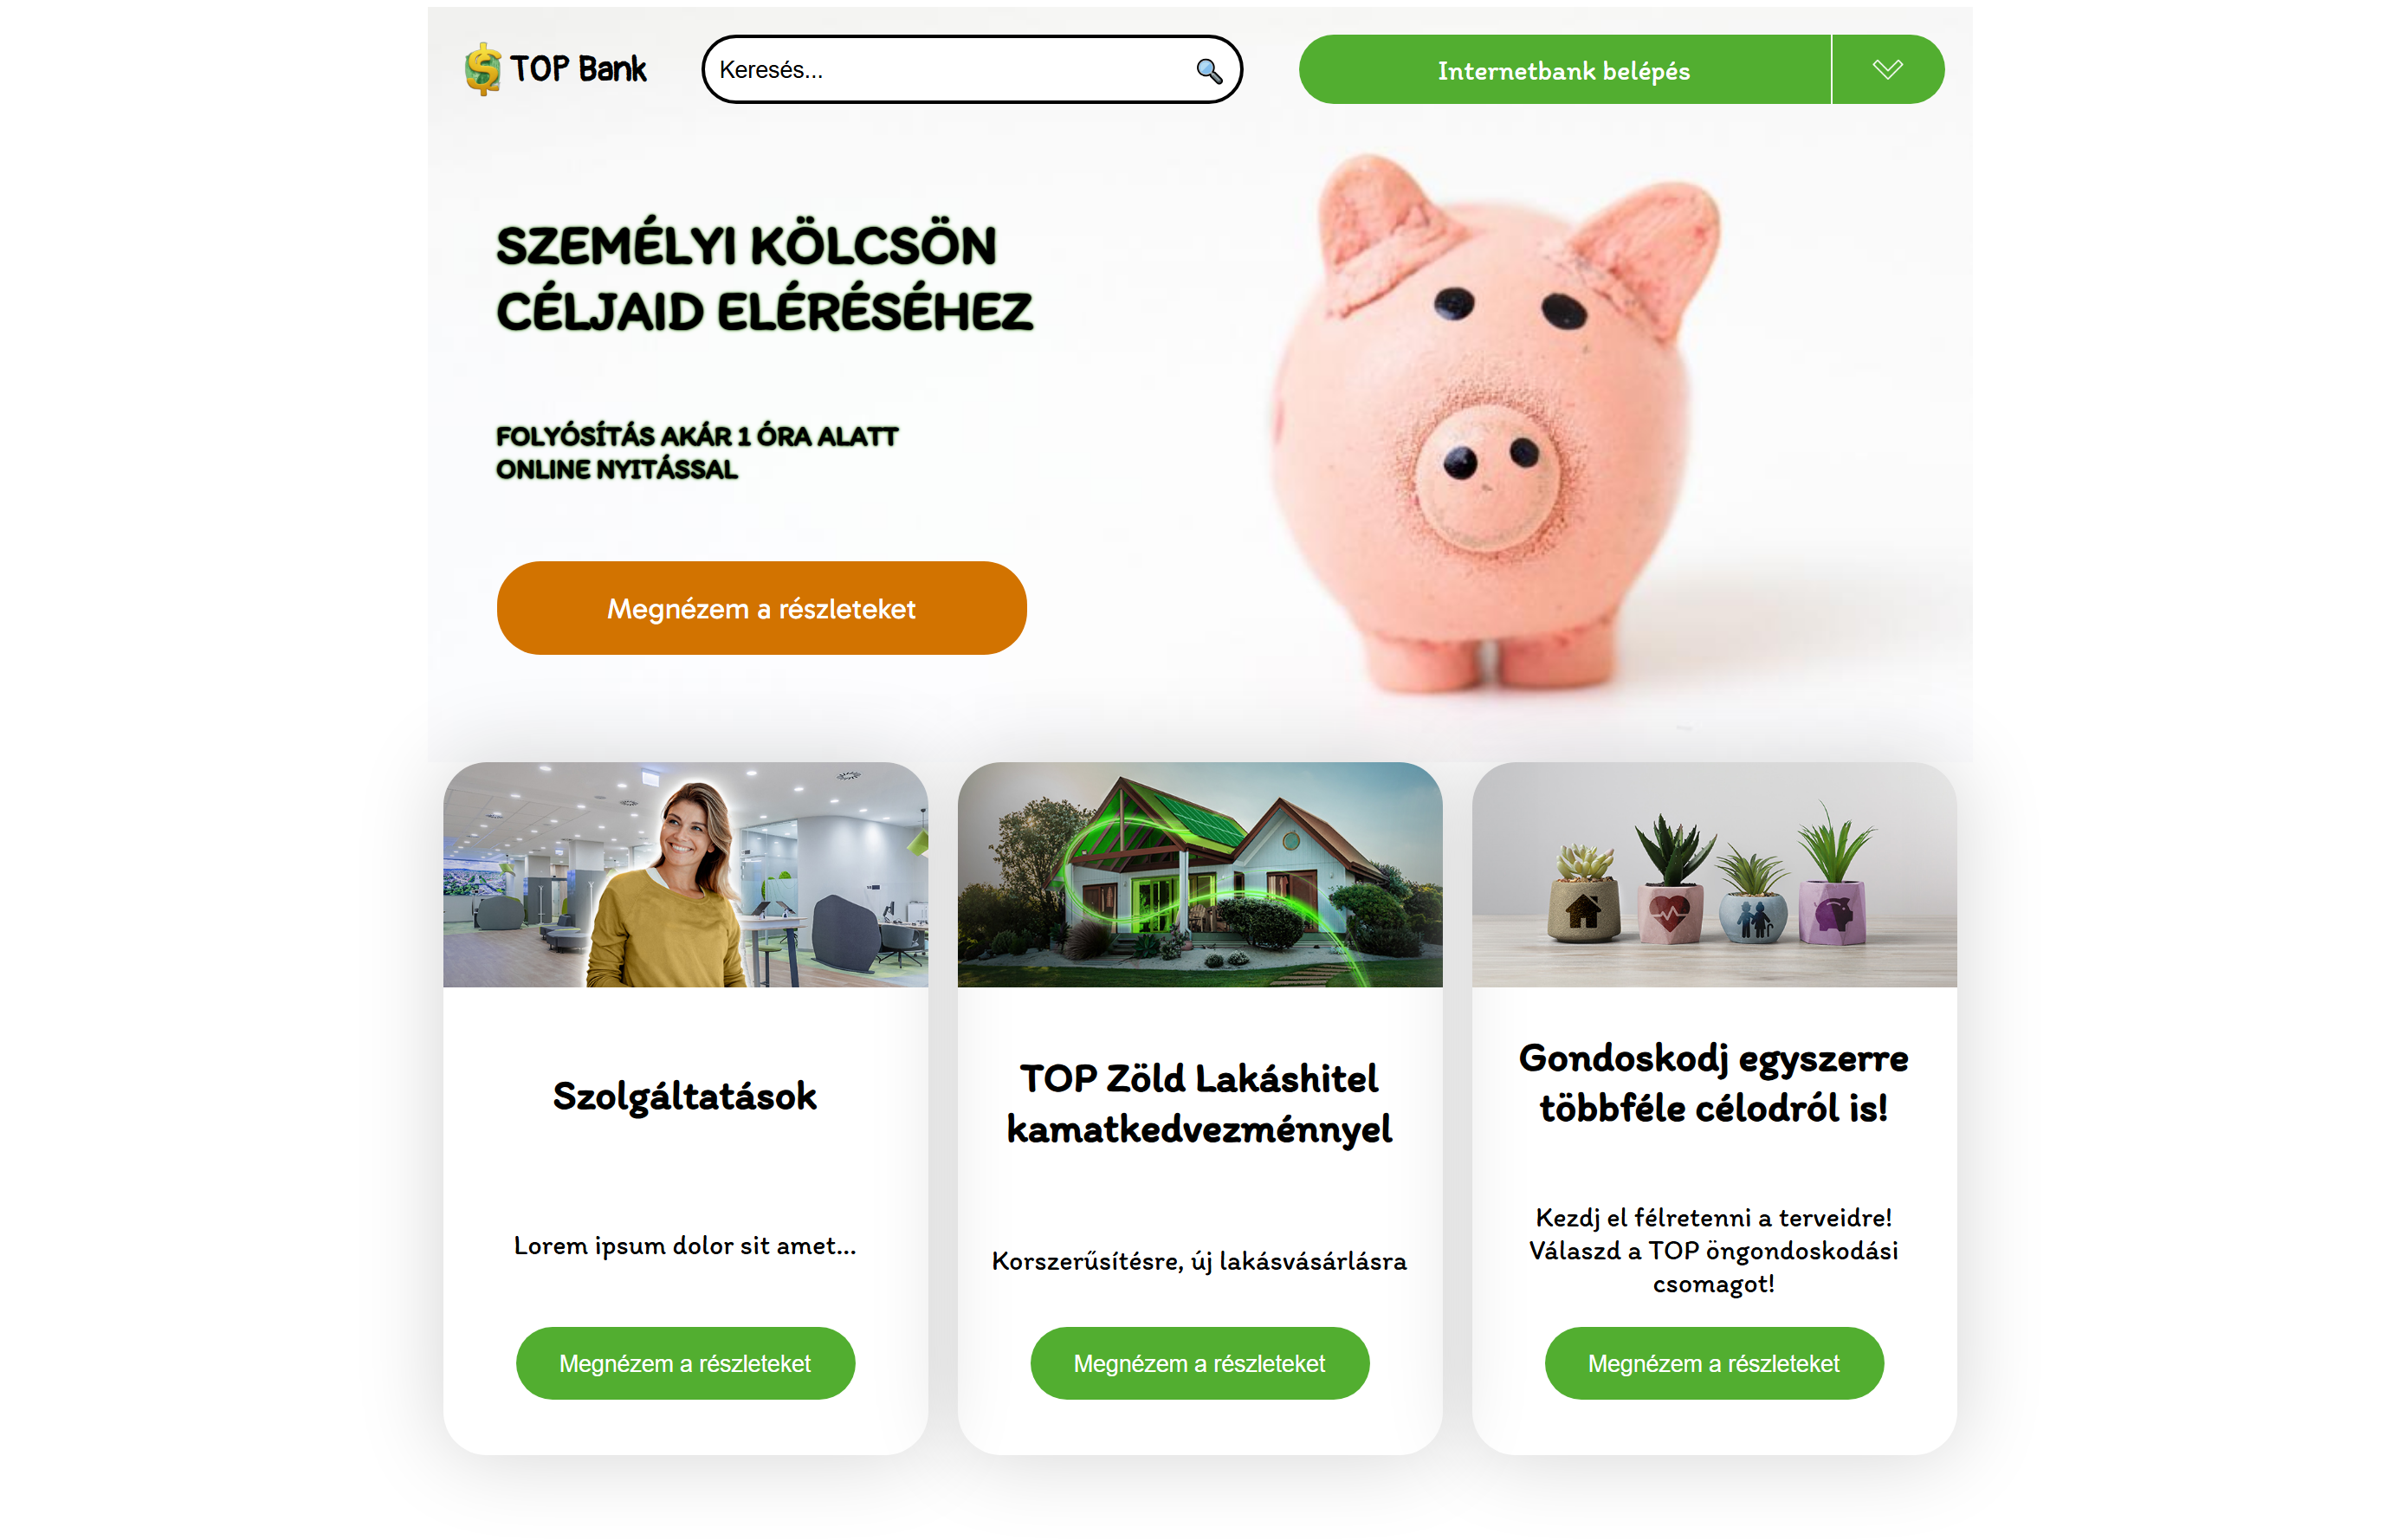 TOP Bank
Keresés...
Internetbank belépés
SZEMÉLYI KÖLCSÖN
CÉLJAID ELÉRÉSÉHEZ
FOLYÓSÍTÁS AKÁR 1 ÓRA ALATT
ONLINE NYITÁSSAL
Megnézem a részleteket
Szolgáltatások
Lorem ipsum dolor sit amet...
Megnézem a részleteket
TOP Zöld Lakáshitel
kamatkedvezménnyel
Korszerűsítésre, új lakásvásárlásra
Megnézem a részleteket
Gondoskodj egyszerre
többféle célodról is!
Kezdj el félretenni a terveidre!
Válaszd a TOP öngondoskodási
csomagot!
Megnézem a részleteket